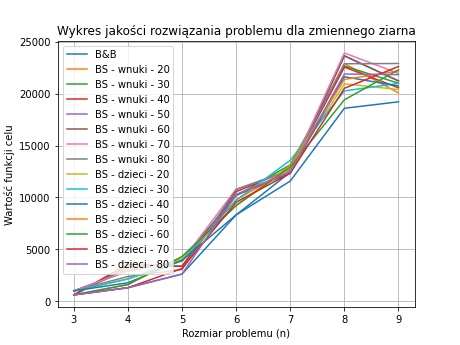 Wykres jakości rozwiązania problemu dla zmiennego ziarna
25000
20000
15000
10000
5000
0
Wartość funkcji celu
B&B
BS - wnuki - 20
BS - wnuki - 30
BS - wnuki - 40
BS - wnuki - 50
BS - wnuki - 60
BS - wnuki - 70
BS - wnuki - 80
BS - dzieci - 20
BS - dzieci - 30
BS - dzieci - 40
BS - dzieci - 50
BS - dzieci - 60
BS - dzieci - 70
BS - dzieci - 80
3 4 5 6 7 8 9
Rozmiar problemu (n)